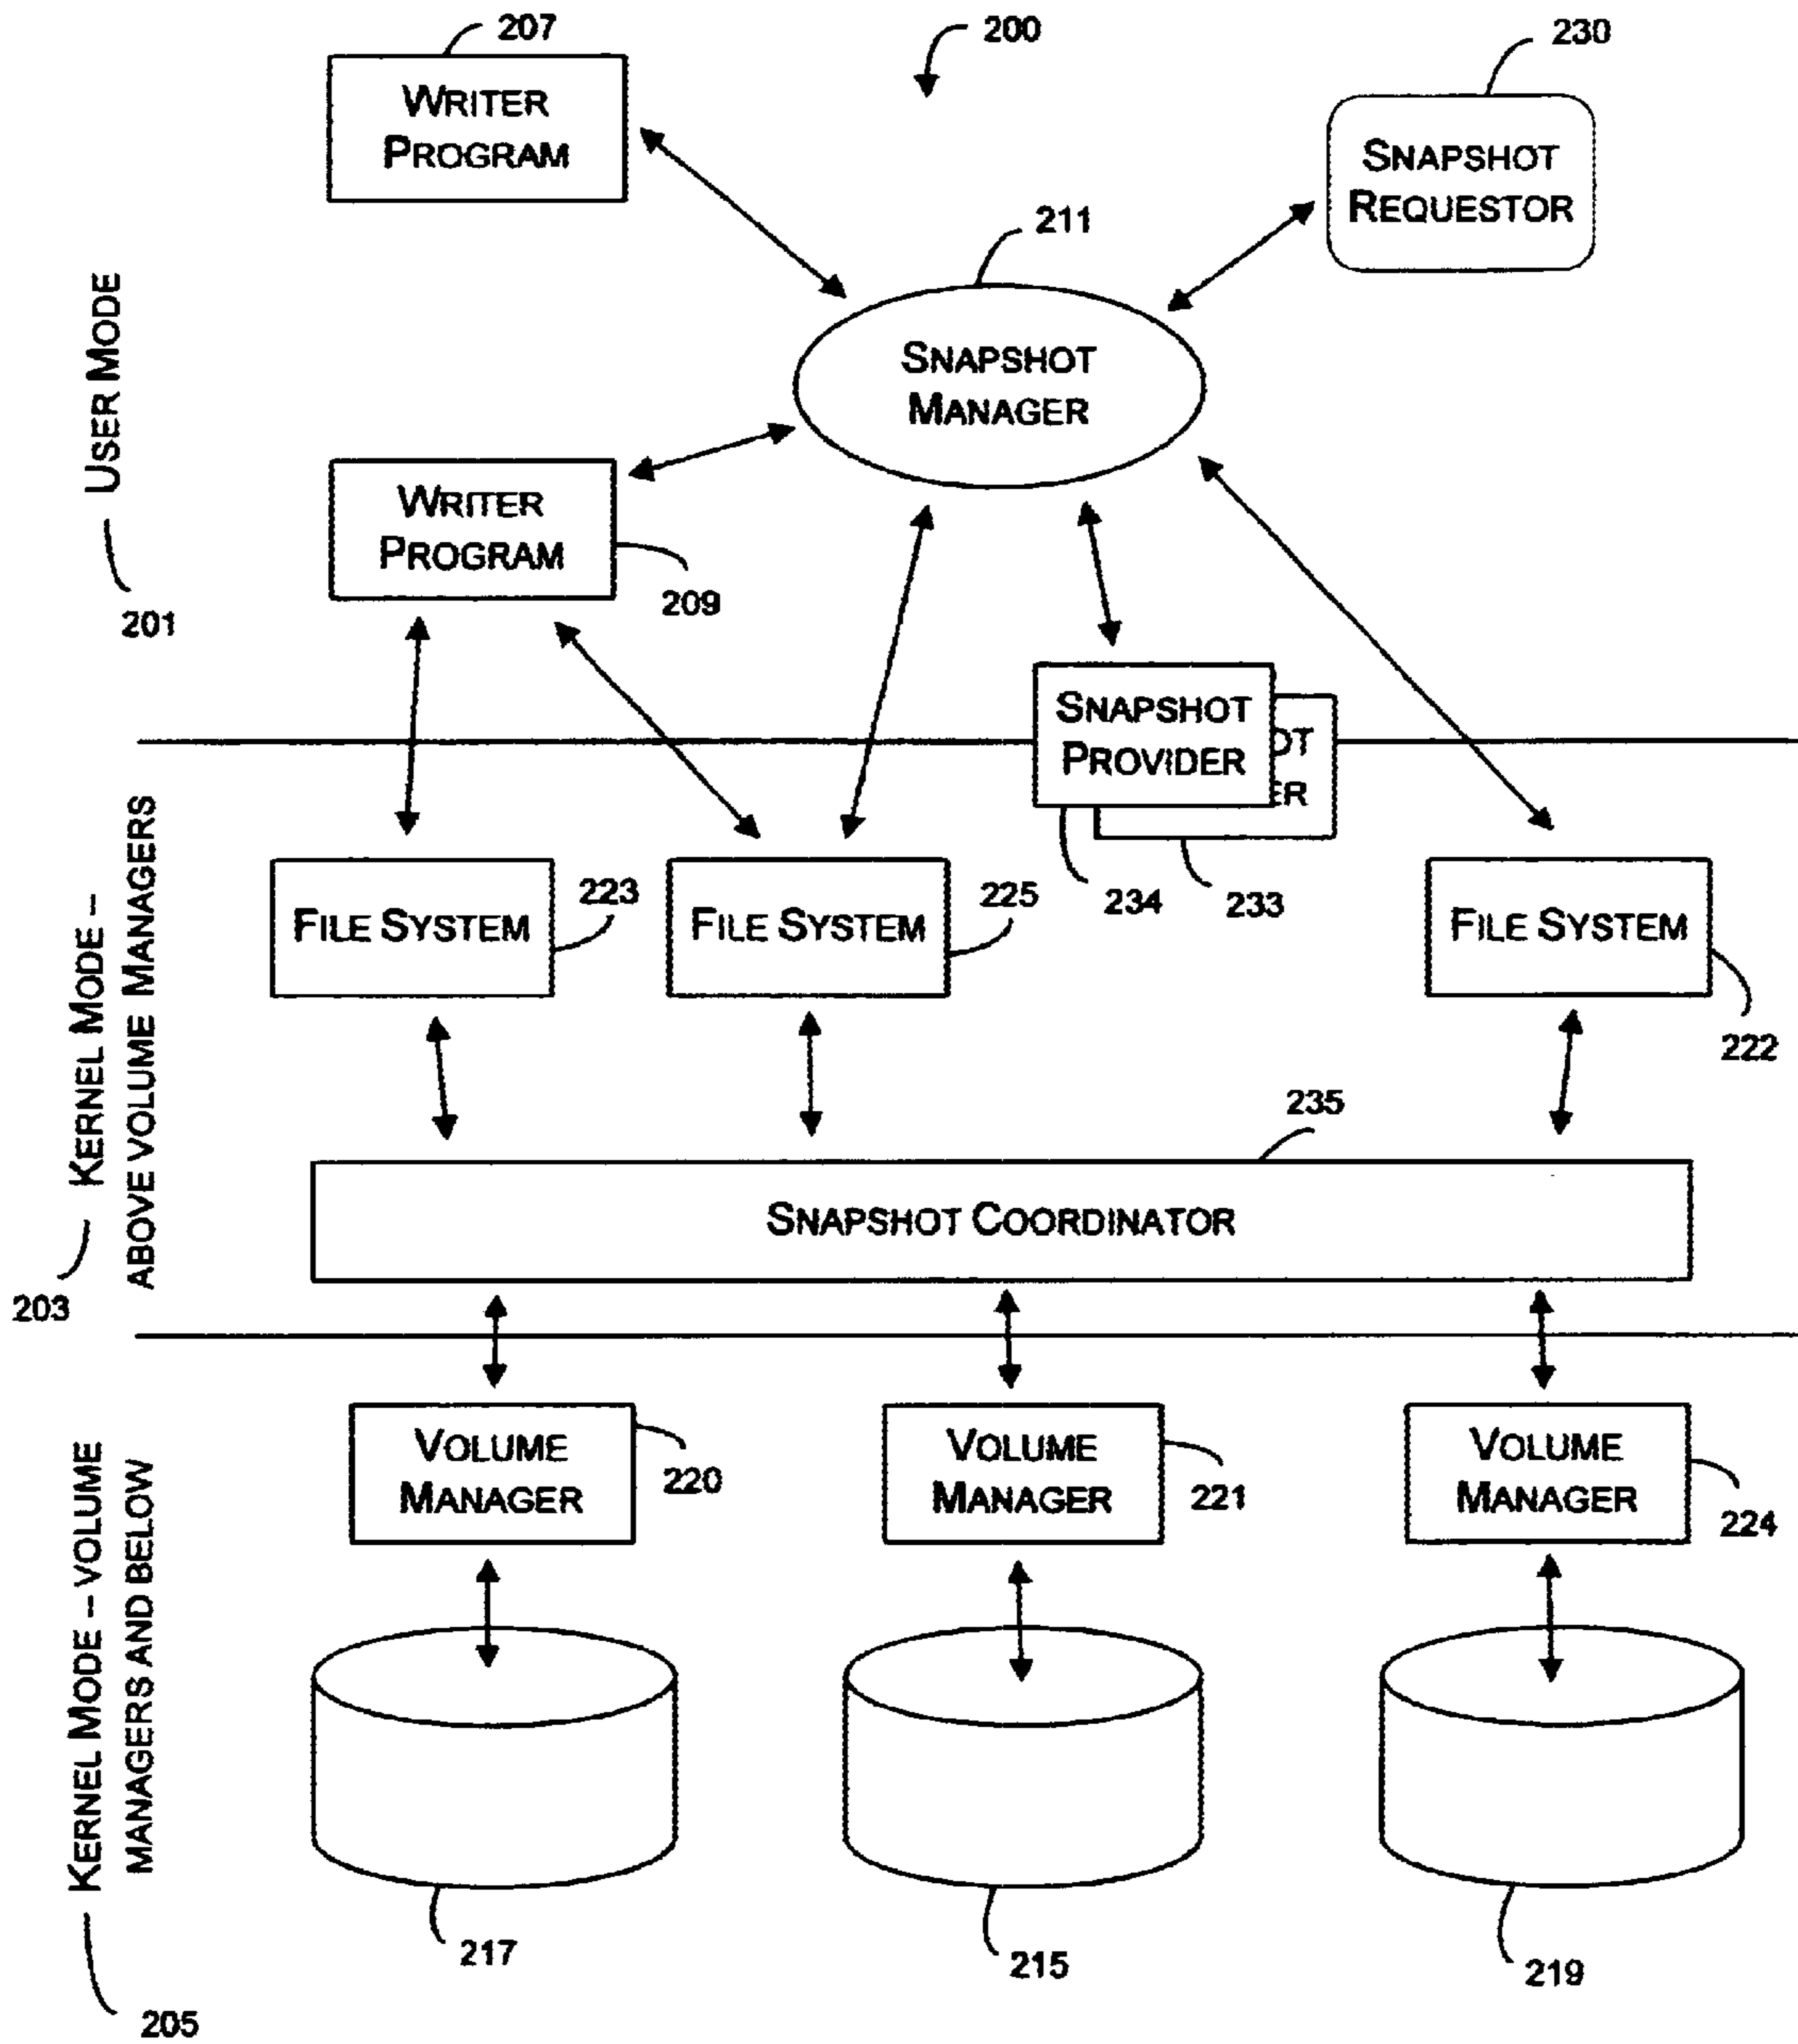 207
200
230
WRITER
PROGRAM
SNAPSHOT
REQUESTOR
211
SNAPSHOT
MANAGER
USER MODE
201
WRITER
PROGRAM
209
SNAPSHOT
PROVIDER
OT
ER
234
233
KERNEL MODE –
ABOVE VOLUME MANAGERS
203
FILE SYSTEM
223
FILE SYSTEM
225
FILE SYSTEM
222
235
SNAPSHOT COORDINATOR
KERNEL MODE – VOLUME
MANAGERS AND BELOW
205
VOLUME
MANAGER
220
VOLUME
MANAGER
221
VOLUME
MANAGER
224
217
215
219